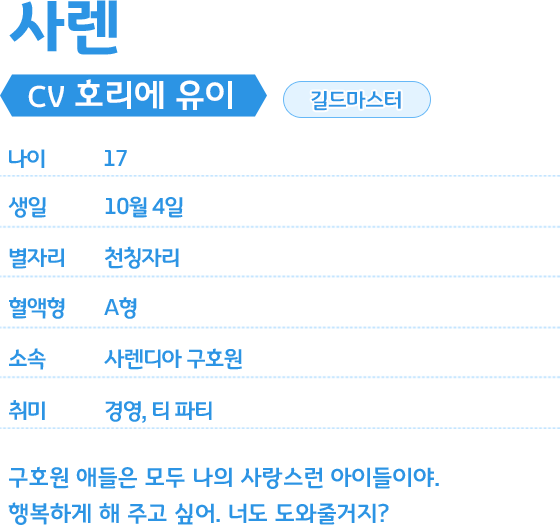 사렌
CV 호리에 유이 길드마스터
나이 17
생일 10월 4일
별자리 천칭자리
혈액형 A형
소속 사렌디아 구호원
취미 경영, 티 파티
구호원 애들은 모두 나의 사랑스런 아이들이야.
행복하게 해 주고 싶어. 너도 도와줄거지?